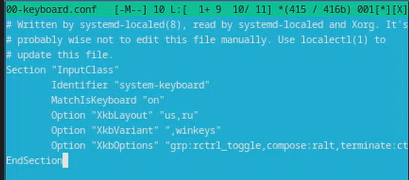 00-keyboard.conf [-M--] 10 L:[ 1+ 9 10/ 11] *(415 / 416b) 001[*][X]
# Written by systemd-localed(8), read by systemd-localed and Xorg. It's
# probably wise not to edit this file manually. Use localectl(1) to
# update this file.
Section "InputClass"
        Identifier "system-keyboard"
        MatchIsKeyboard "on"
        Option "XkbLayout" "us,ru"
        Option "XkbVariant" ",winkeys"
        Option "XkbOptions" "grp:rctrl_toggle,compose:ralt,terminate:ct
EndSection